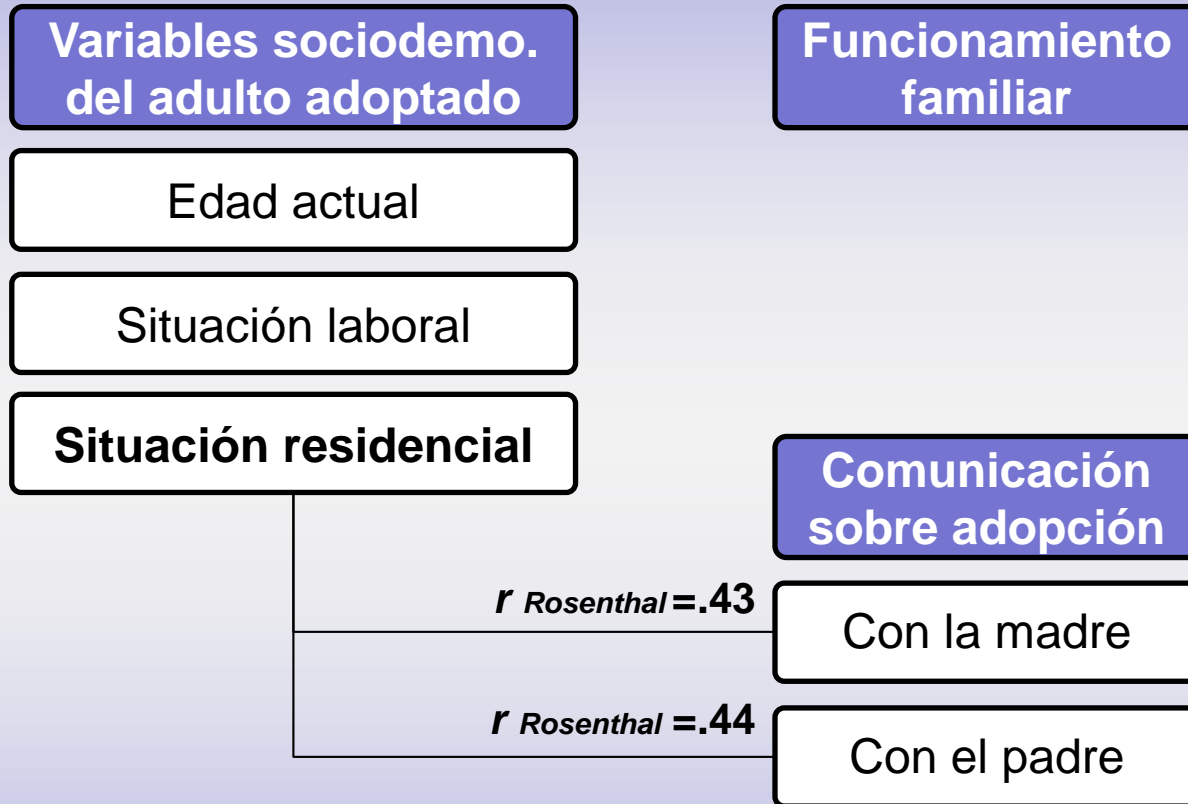 Variables sociodemo.
del adulto adoptado
Edad actual
Situación laboral
Situación residencial
Funcionamiento
familiar
Comunicación
sobre adopción
r Rosenthal =.43
Con la madre
r Rosenthal =.44
Con el padre